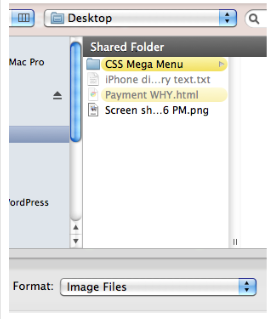 Desktop
Shared Folder
Mac Pro
CSS Mega Menu
iPhone di...ry text.txt
Payment WHY.html
Screen sh...6 PM.png
WordPress
Format: Image Files